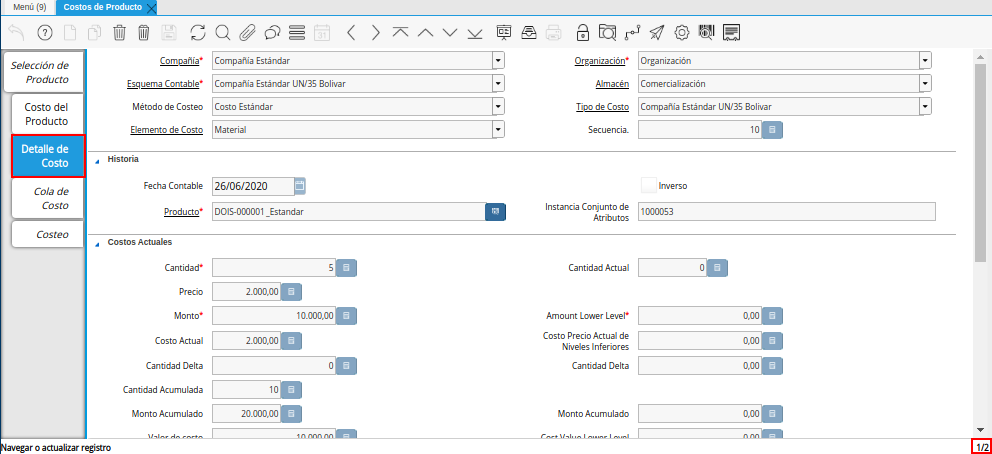 Menú (9)
Costos de Producto
Selección de Producto
Costo del Producto
Detalle de Costo
Cola de Costo
Costeo
Compañía* Compañía Estándar
Organización* Organización
Esquema Contable* Compañía Estándar UN/35 Bolivar
Almacén Comercialización
Método de Costeo Costo Estándar
Tipo de Costo Compañía Estándar UN/35 Bolivar
Elemento de Costo Material
Secuencia. 10
Historia
Fecha Contable 26/06/2020
Inverso
Producto* DOIS-000001_Estandar
Instancia Conjunto de Atributos 1000053
Costos Actuales
Cantidad* 5
Cantidad Actual 0
Precio 2.000,00
Monto* 10.000,00
Amount Lower Level* 0,00
Costo Actual 2.000,00
Costo Precio Actual de Niveles Inferiores 0,00
Cantidad Delta 0
Cantidad Delta 0,00
Cantidad Acumulada 10
Monto Acumulado 20.000,00
Monto Acumulado 0,00
Valor de costo 10.000,00
Cost Value Lower Level 0,00
Navegar o actualizar registro
1/2